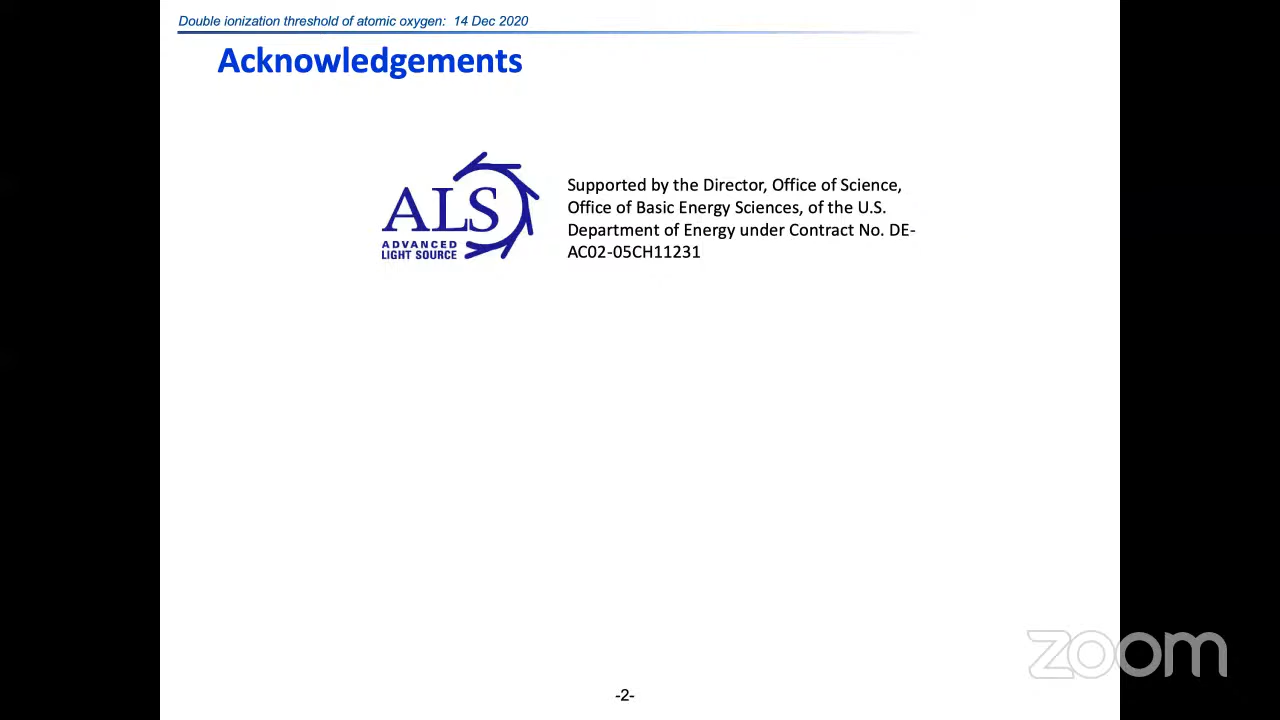 Double ionization threshold of atomic oxygen: 14 Dec 2020
Acknowledgements
ALS
ADVANCED
LIGHT SOURCE
Supported by the Director, Office of Science,
Office of Basic Energy Sciences, of the U.S.
Department of Energy under Contract No. DE-
AC02-05CH11231
zoom
-2-